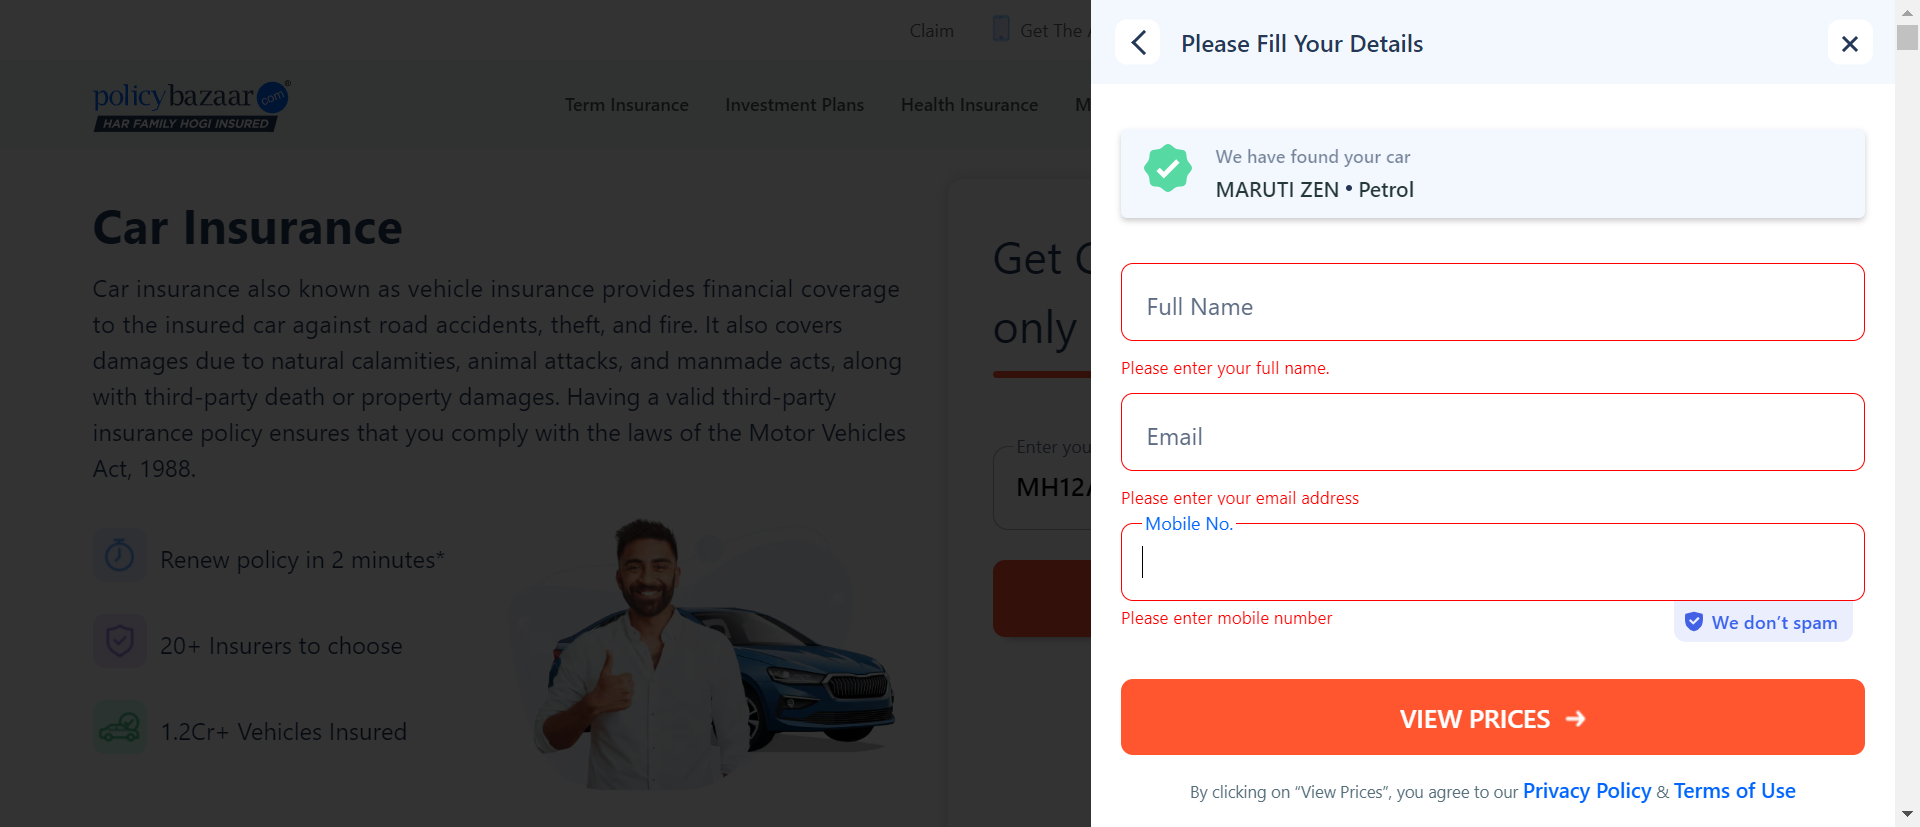 Claim
Get The
policybazaar.com®
HAR FAMILY HOGI INSURED
Term Insurance
Investment Plans
Health Insurance
M
Car Insurance
Car insurance also known as vehicle insurance provides financial coverage
to the insured car against road accidents, theft, and fire. It also covers
damages due to natural calamities, animal attacks, and manmade acts, along
with third-party death or property damages. Having a valid third-party
insurance policy ensures that you comply with the laws of the Motor Vehicles
Act, 1988.
Renew policy in 2 minutes*
20+ Insurers to choose
1.2Cr+ Vehicles Insured
Get
only
Enter you
MH12
Please Fill Your Details
We have found your car
MARUTI ZEN • Petrol
Full Name
Please enter your full name.
Email
Please enter your email address
Mobile No.
Please enter mobile number
We don't spam
VIEW PRICES
By clicking on “View Prices”, you agree to our Privacy Policy & Terms of Use